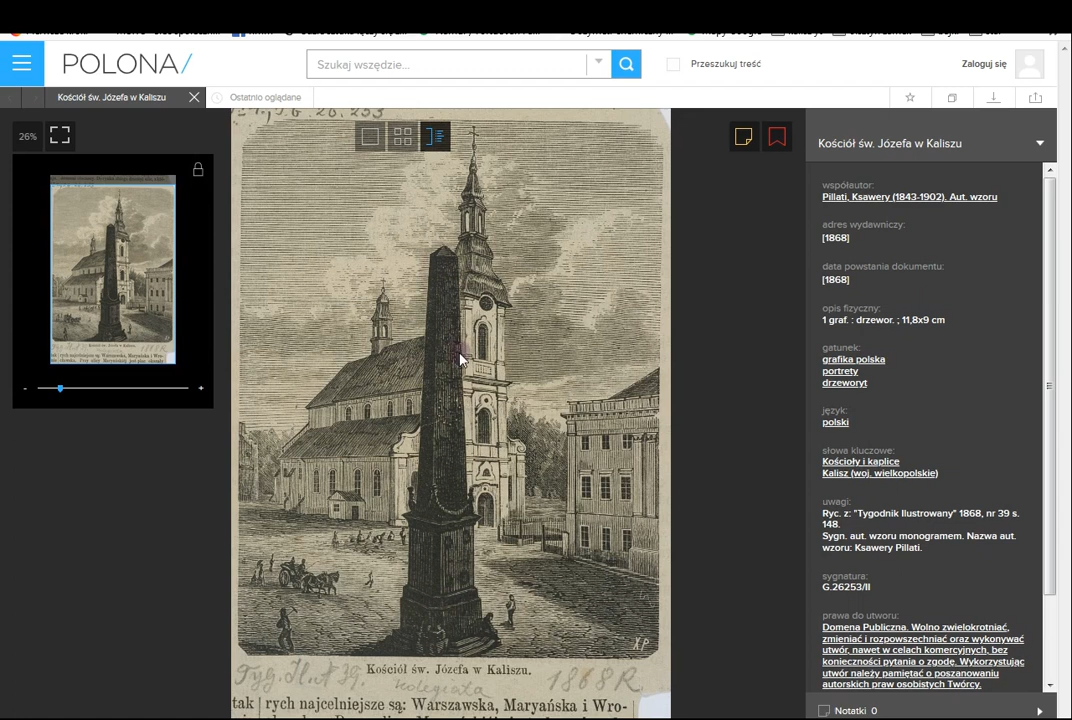 POLONA/
Szukaj wszędzie...
Przeszukuj treść
Zaloguj się
Kościół św. Józefa w Kaliszu
Ostatnio oglądane
26%
Kościół św. Józefa w Kaliszu
współautor:
Pillati, Ksawery (1843-1902). Aut. wzoru
adres wydawniczy:
[1868]
data powstania dokumentu:
[1868]
opis fizyczny:
1 graf. : drzewor. ; 11,8x9 cm
gatunek:
grafika polska
portrety
drzeworyt
język:
polski
słowa kluczowe:
Kościoły i kaplice
Kalisz (woj. wielkopolskie)
uwagi:
Ryc. z: "Tygodnik Ilustrowany" 1868, nr 39 s.
148.
Sygn. aut. wzoru monogramem. Nazwa aut.
wzoru: Ksawery Pillati.
sygnatura:
G.26253/II
prawa do utworu:
Domena Publiczna. Wolno zwielokrotniać,
zmieniać i rozpowszechniać oraz wykonywać
utwór, nawet w celach komercyjnych, bez
konieczności pytania o zgodę. Wykorzystując
utwór należy pamiętać o poszanowaniu
autorskich praw osobistych Twórcy.
Notatki 0
XP
Kościół św. Józefa w Kaliszu.
Tyg. Il. № 39.
kolegiata
1868 R
tak rych najcelniejsze są: Warszawska, Maryańska i Wro-